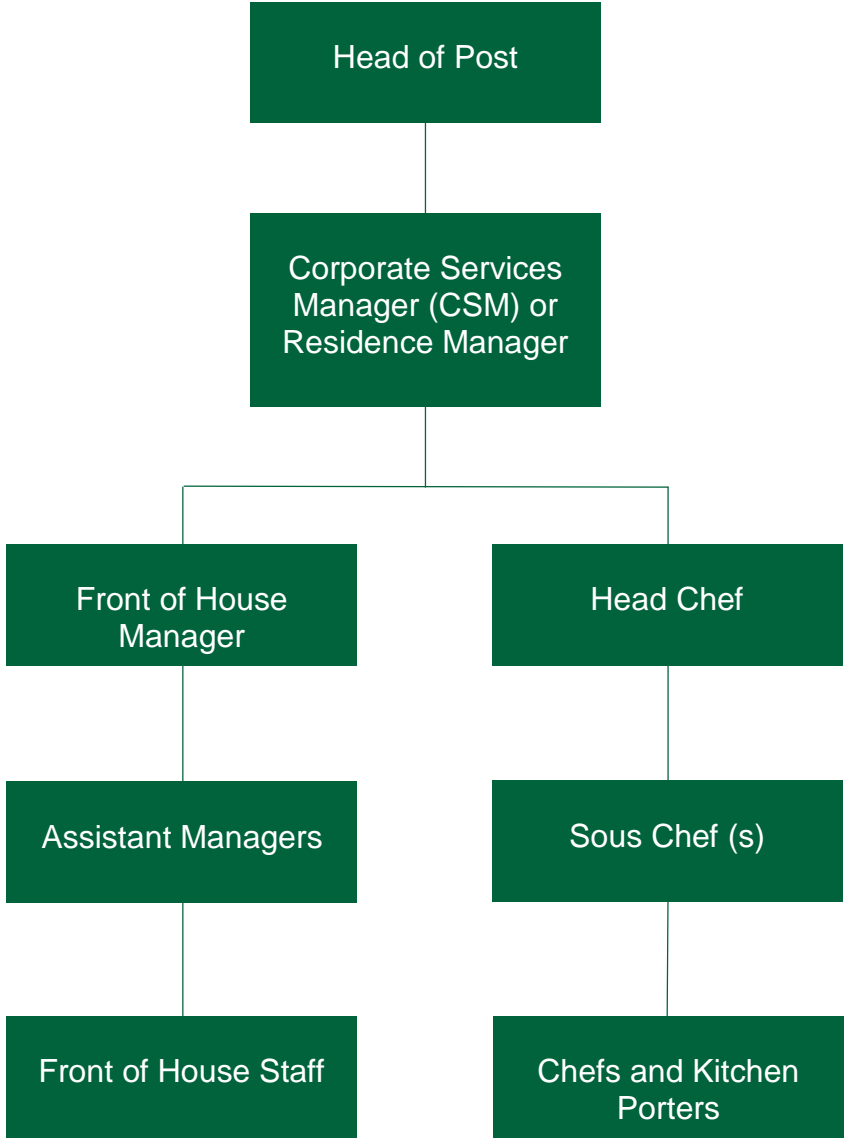 Head of Post
Corporate Services
Manager (CSM) or
Residence Manager
Front of House
Manager
Head Chef
Assistant Managers
Sous Chef (s)
Front of House Staff
Chefs and Kitchen
Porters